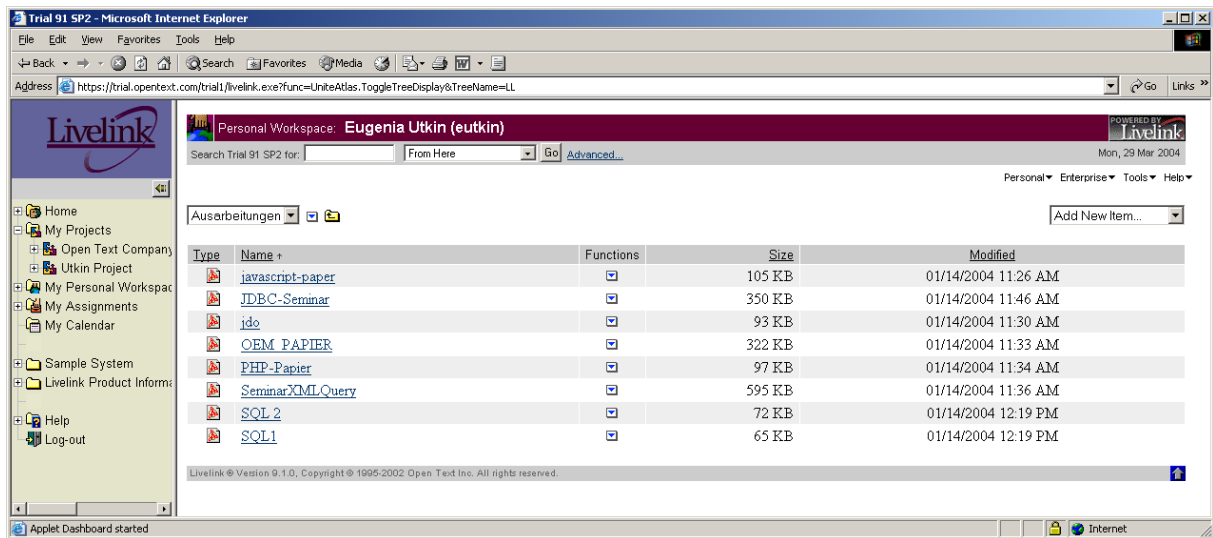 Trial 91 SP2 - Microsoft Internet Explorer
File Edit View Favorites Tools Help
Back Search Favorites Media
Address https://trial.opentext.com/trial1/livelink.exe?func=UniteAtlas.ToggleTreeDisplay&TreeName=LL Go Links »
Livelink
Personal Workspace: Eugenia Utkin (eutkin)
POWERED BY
Livelink
Search Trial 91 SP2 for: From Here Go Advanced... Mon, 29 Mar 2004
Personal Enterprise Tools Help
Home
My Projects
Open Text Company
Utkin Project
My Personal Workspac
My Assignments
My Calendar
Sample System
Livelink Product Informa
Help
Log-out
Ausarbeitungen Add New Item...
Type Name Functions Size Modified
javascript-paper 105 KB 01/14/2004 11:26 AM
JDBC-Seminar 350 KB 01/14/2004 11:46 AM
jdo 93 KB 01/14/2004 11:30 AM
OEM_PAPIER 322 KB 01/14/2004 11:33 AM
PHP-Papier 97 KB 01/14/2004 11:34 AM
SeminarXMLQuery 595 KB 01/14/2004 11:36 AM
SQL 2 72 KB 01/14/2004 12:19 PM
SQL1 65 KB 01/14/2004 12:19 PM
Livelink ® Version 9.1.0, Copyright © 1995-2002 Open Text Inc. All rights reserved.
Applet Dashboard started Internet